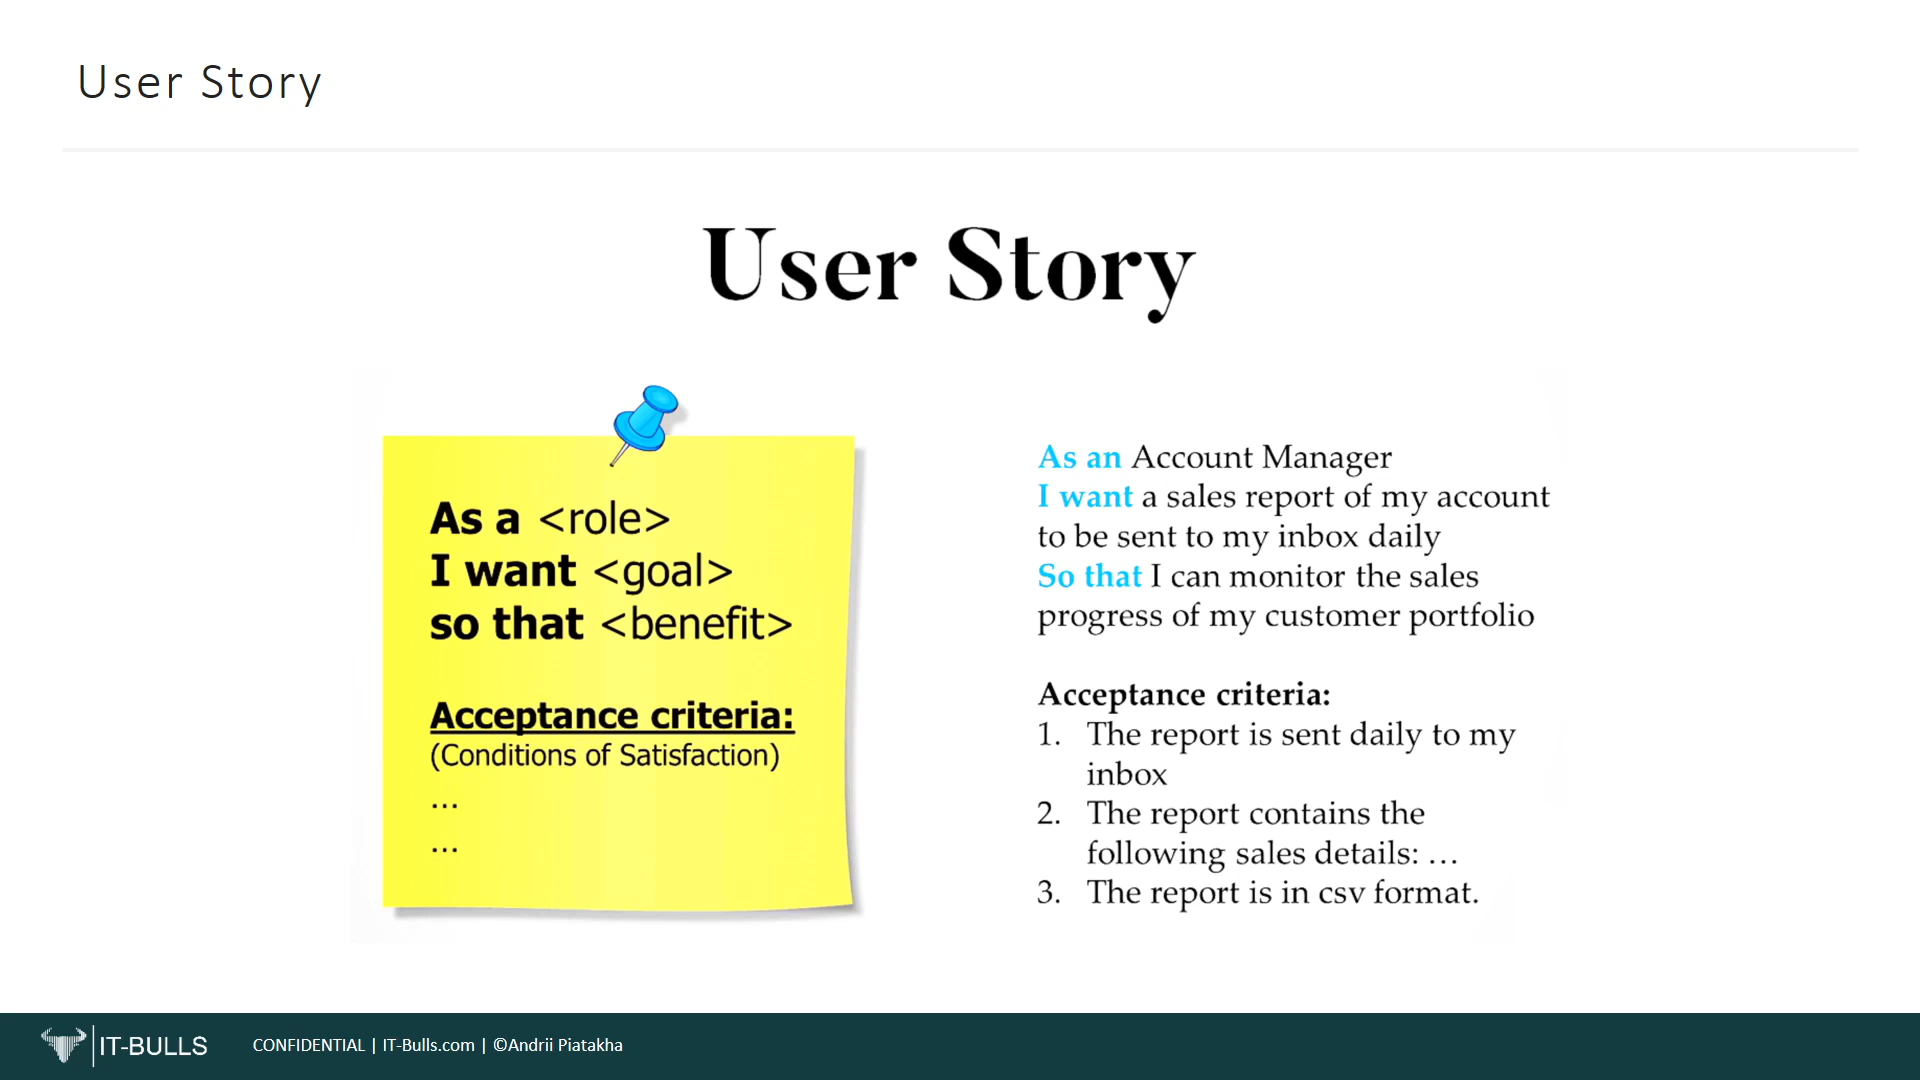 User Story
User Story
As a <role>
I want <goal>
so that <benefit>
Acceptance criteria:
(Conditions of Satisfaction)
...
...
As an Account Manager
I want a sales report of my account
to be sent to my inbox daily
So that I can monitor the sales
progress of my customer portfolio
Acceptance criteria:
1. The report is sent daily to my
inbox
2. The report contains the
following sales details: …
3. The report is in csv format.
IT-BULLS
CONFIDENTIAL | IT-Bulls.com | ©Andrii Piatakha